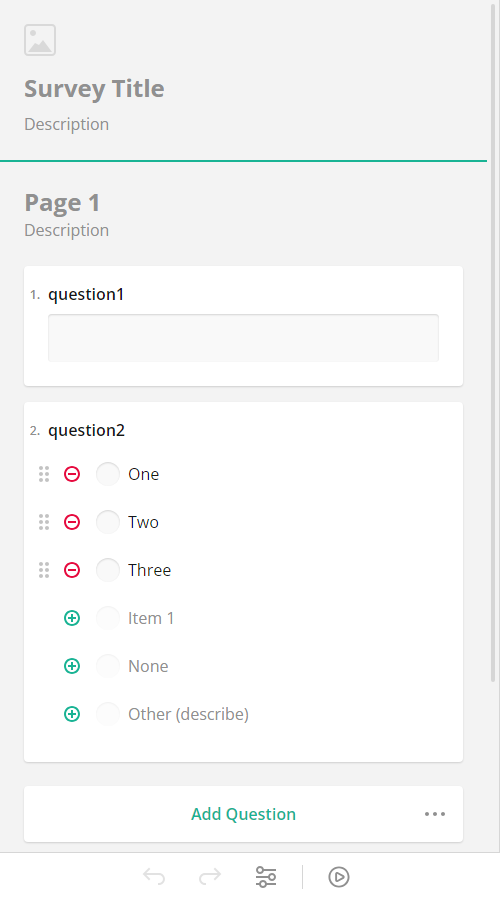 Survey Title
Description
Page 1
Description
1. question1
2. question2
One
Two
Three
Item 1
None
Other (describe)
Add Question